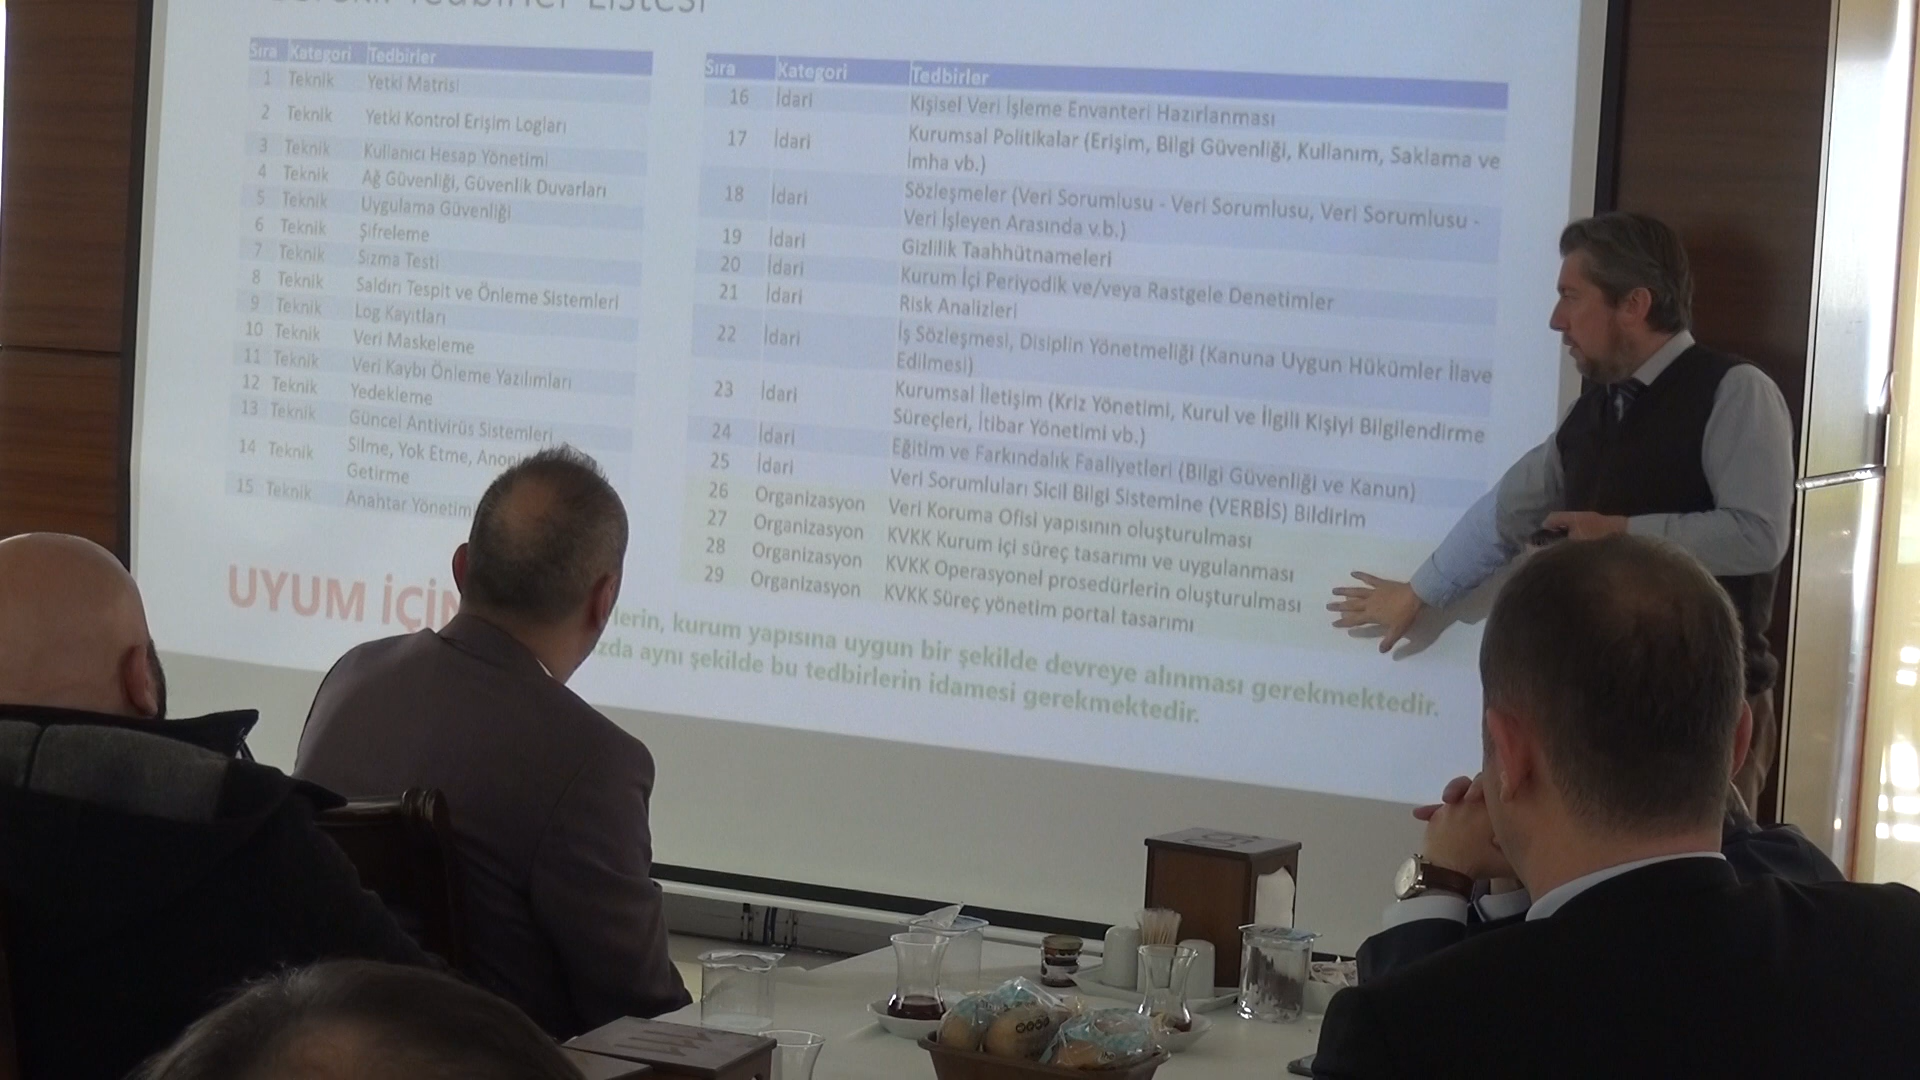 Tedbirler Listesi
Sıra Kategori Tedbirler
1 Teknik Yetki Matrisi
2 Teknik Yetki Kontrol Erişim Logları
3 Teknik Kullanıcı Hesap Yönetimi
4 Teknik Ağ Güvenliği, Güvenlik Duvarları
5 Teknik Uygulama Güvenliği
6 Teknik Şifreleme
7 Teknik Sızma Testi
8 Teknik Saldırı Tespit ve Önleme Sistemleri
9 Teknik Log Kayıtları
10 Teknik Veri Maskeleme
11 Teknik Veri Kaybı Önleme Yazılımları
12 Teknik Yedekleme
13 Teknik Güncel Antivirüs Sistemleri
14 Teknik Silme, Yok Etme,
Getirme
15 Teknik Anahtar Yönetimi
Sıra Kategori Tedbirler
16 İdari Kişisel Veri İşleme Envanteri Hazırlanması
17 İdari Kurumsal Politikalar (Erişim, Bilgi Güvenliği, Kullanım, Saklama ve
İmha vb.)
18 İdari Sözleşmeler (Veri Sorumlusu - Veri Sorumlusu, Veri Sorumlusu -
Veri İşleyen Arasında v.b.)
19 İdari Gizlilik Taahhütnameleri
20 İdari Kurum İçi Periyodik ve/veya Rastgele Denetimler
21 İdari Risk Analizleri
22 İdari İş Sözleşmesi, Disiplin Yönetmeliği (Kanuna Uygun Hükümler İlave
Edilmesi)
23 İdari Kurumsal İletişim (Kriz Yönetimi, Kurul ve İlgili Kişiyi Bilgilendirme
Süreçleri, İtibar Yönetimi vb.)
24 İdari Eğitim ve Farkındalık Faaliyetleri (Bilgi Güvenliği ve Kanun)
25 İdari Veri Sorumluları Sicil Bilgi Sistemine (VERBİS) Bildirim
26 Organizasyon Veri Koruma Ofisi yapısının oluşturulması
27 Organizasyon KVKK Kurum içi süreç tasarımı ve uygulanması
28 Organizasyon KVKK Operasyonel prosedürlerin oluşturulması
29 Organizasyon KVKK Süreç yönetim portal tasarımı
UYUM İÇİN
lerin, kurum yapısına uygun bir şekilde devreye alınması gerekmektedir.
aynı şekilde bu tedbirlerin idamesi gerekmektedir.